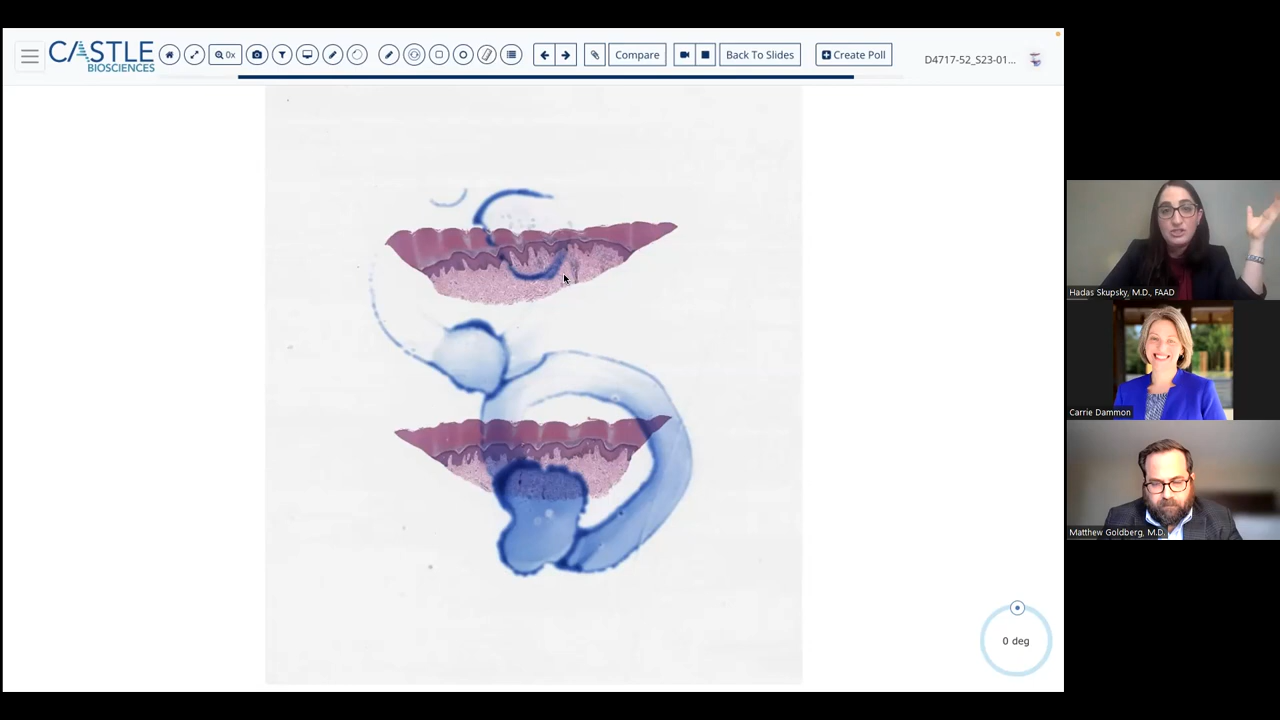 CASTLE
BIOSCIENCES
0x
Compare
Back To Slides
Create Poll
D4717-52_S23-01...
Hadas Skupsky, M.D., FAAD
Carrie Dammon
Matthew Goldberg, M.D.
0 deg